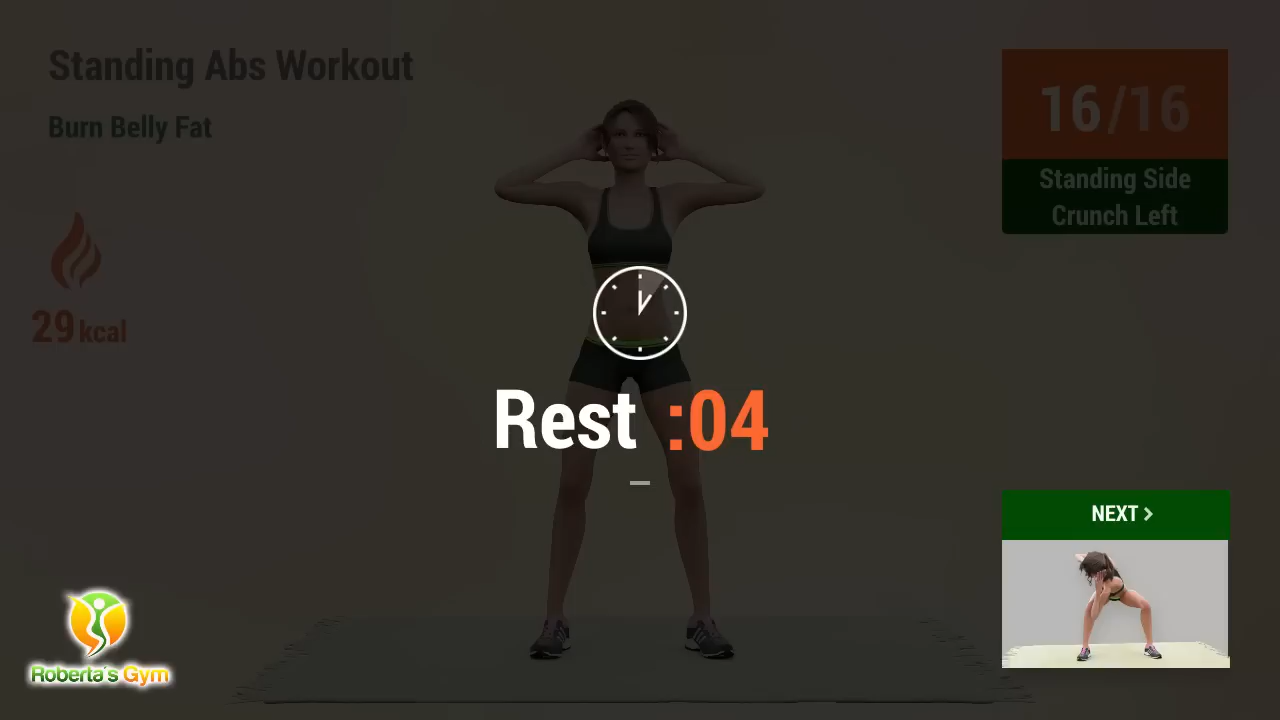 Standing Abs Workout
Burn Belly Fat
16/16
Standing Side
Crunch Left
29 kcal
Rest :04
NEXT >
Roberta's Gym